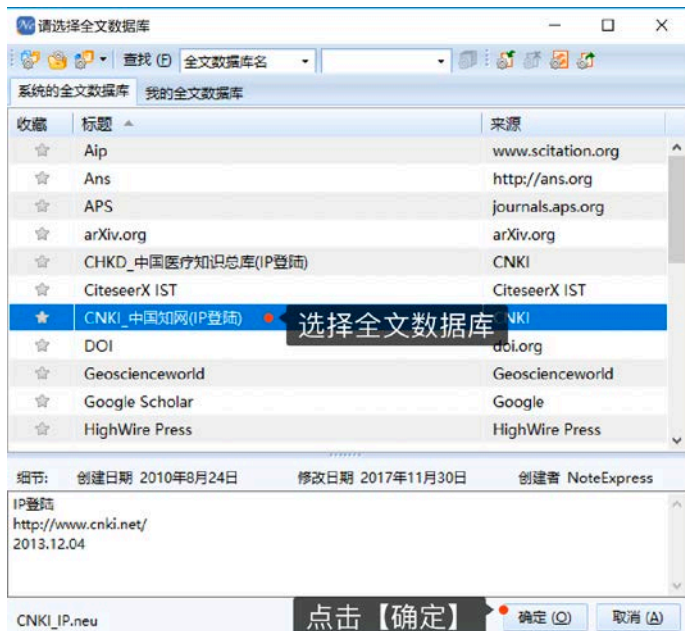 请选择全文数据库
查找(F) 全文数据库名
系统的全文数据库 我的全文数据库
收藏 标题 来源
Aip www.scitation.org
Ans http://ans.org
APS journals.aps.org
arXiv.org arXiv.org
CHKD_中国医疗知识总库(IP登陆) CNKI
CiteseerX IST CiteseerX IST
CNKI_中国知网(IP登陆) 选择全文数据库 NKI
DOI doi.org
Geoscienceworld Geoscienceworld
Google Scholar Google
HighWire Press HighWire Press
细节: 创建日期 2010年8月24日 修改日期 2017年11月30日 创建者 NoteExpress
IP登陆
http://www.cnki.net/
2013.12.04
CNKI_IP.neu 点击【确定】 确定(O) 取消(A)